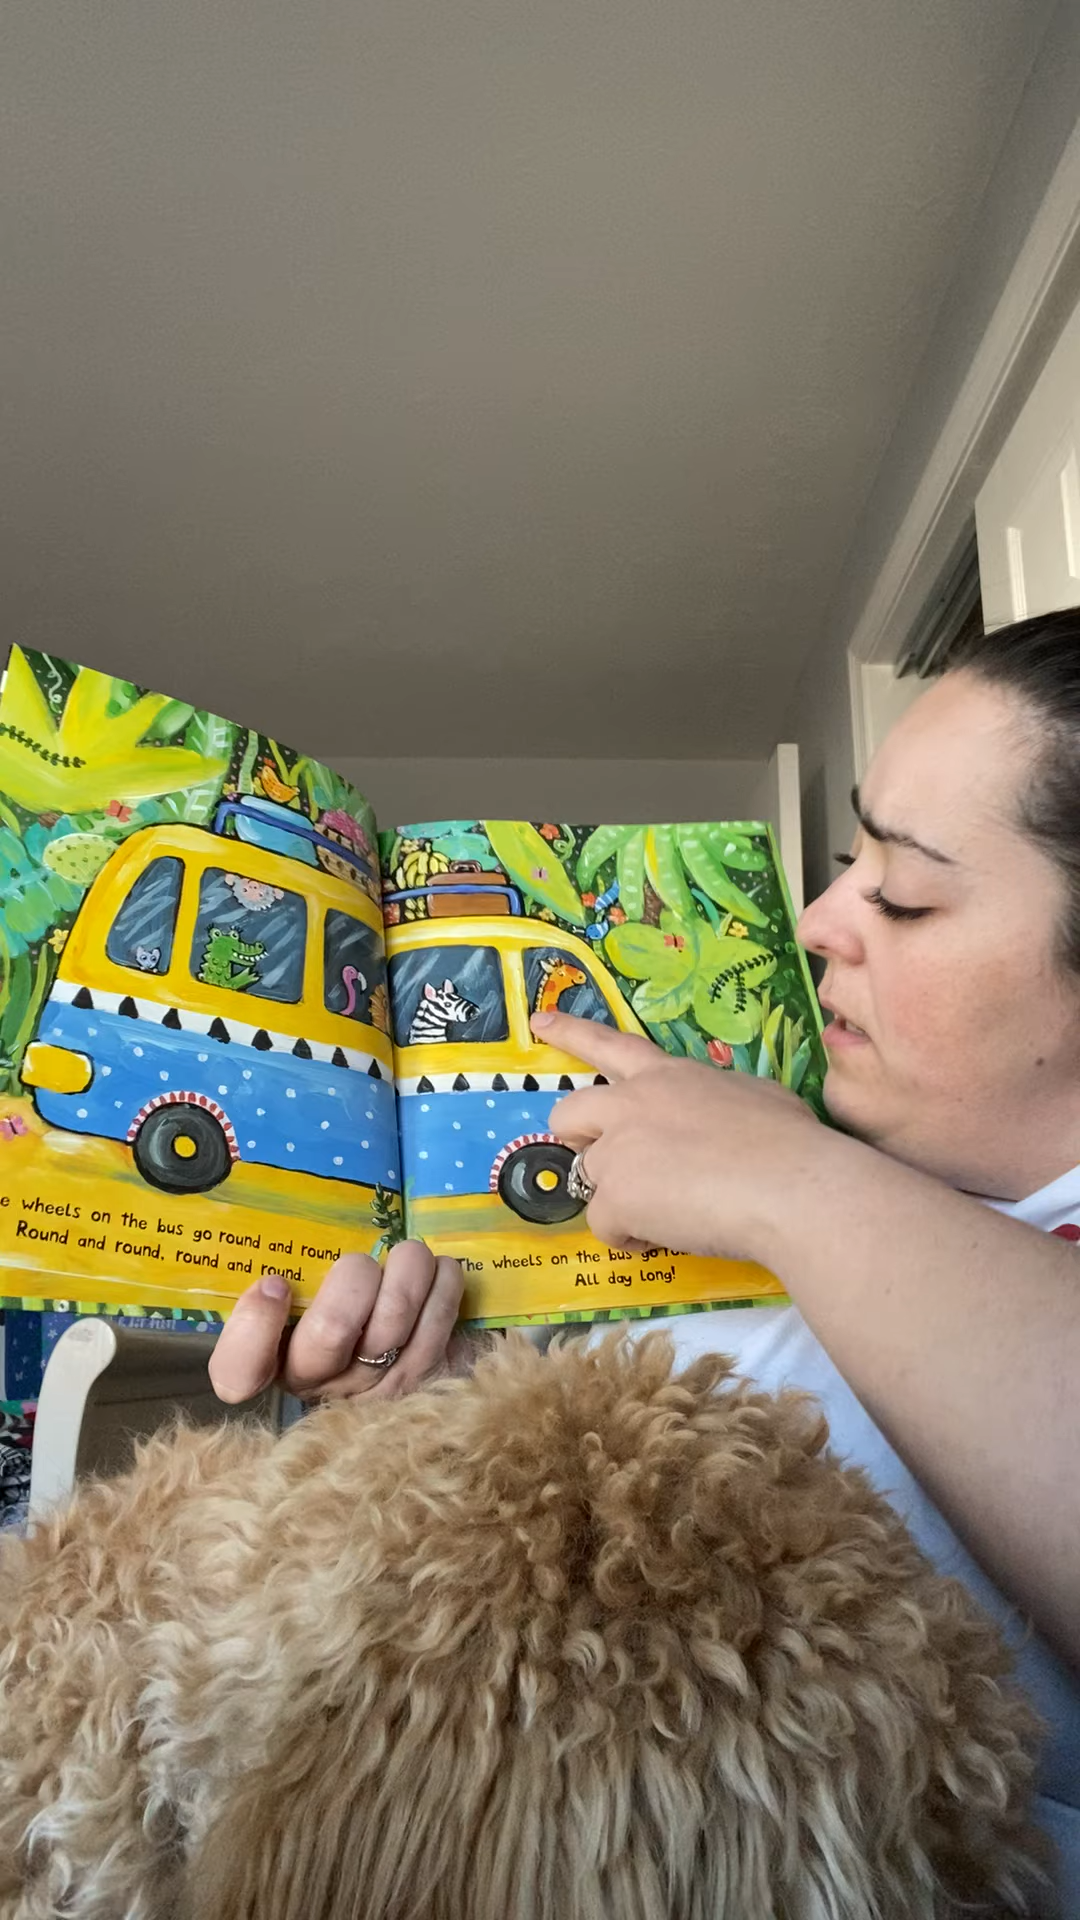 wheels on the bus go round and round
Round and round, round and round.
The wheels on the bus go
All day long!